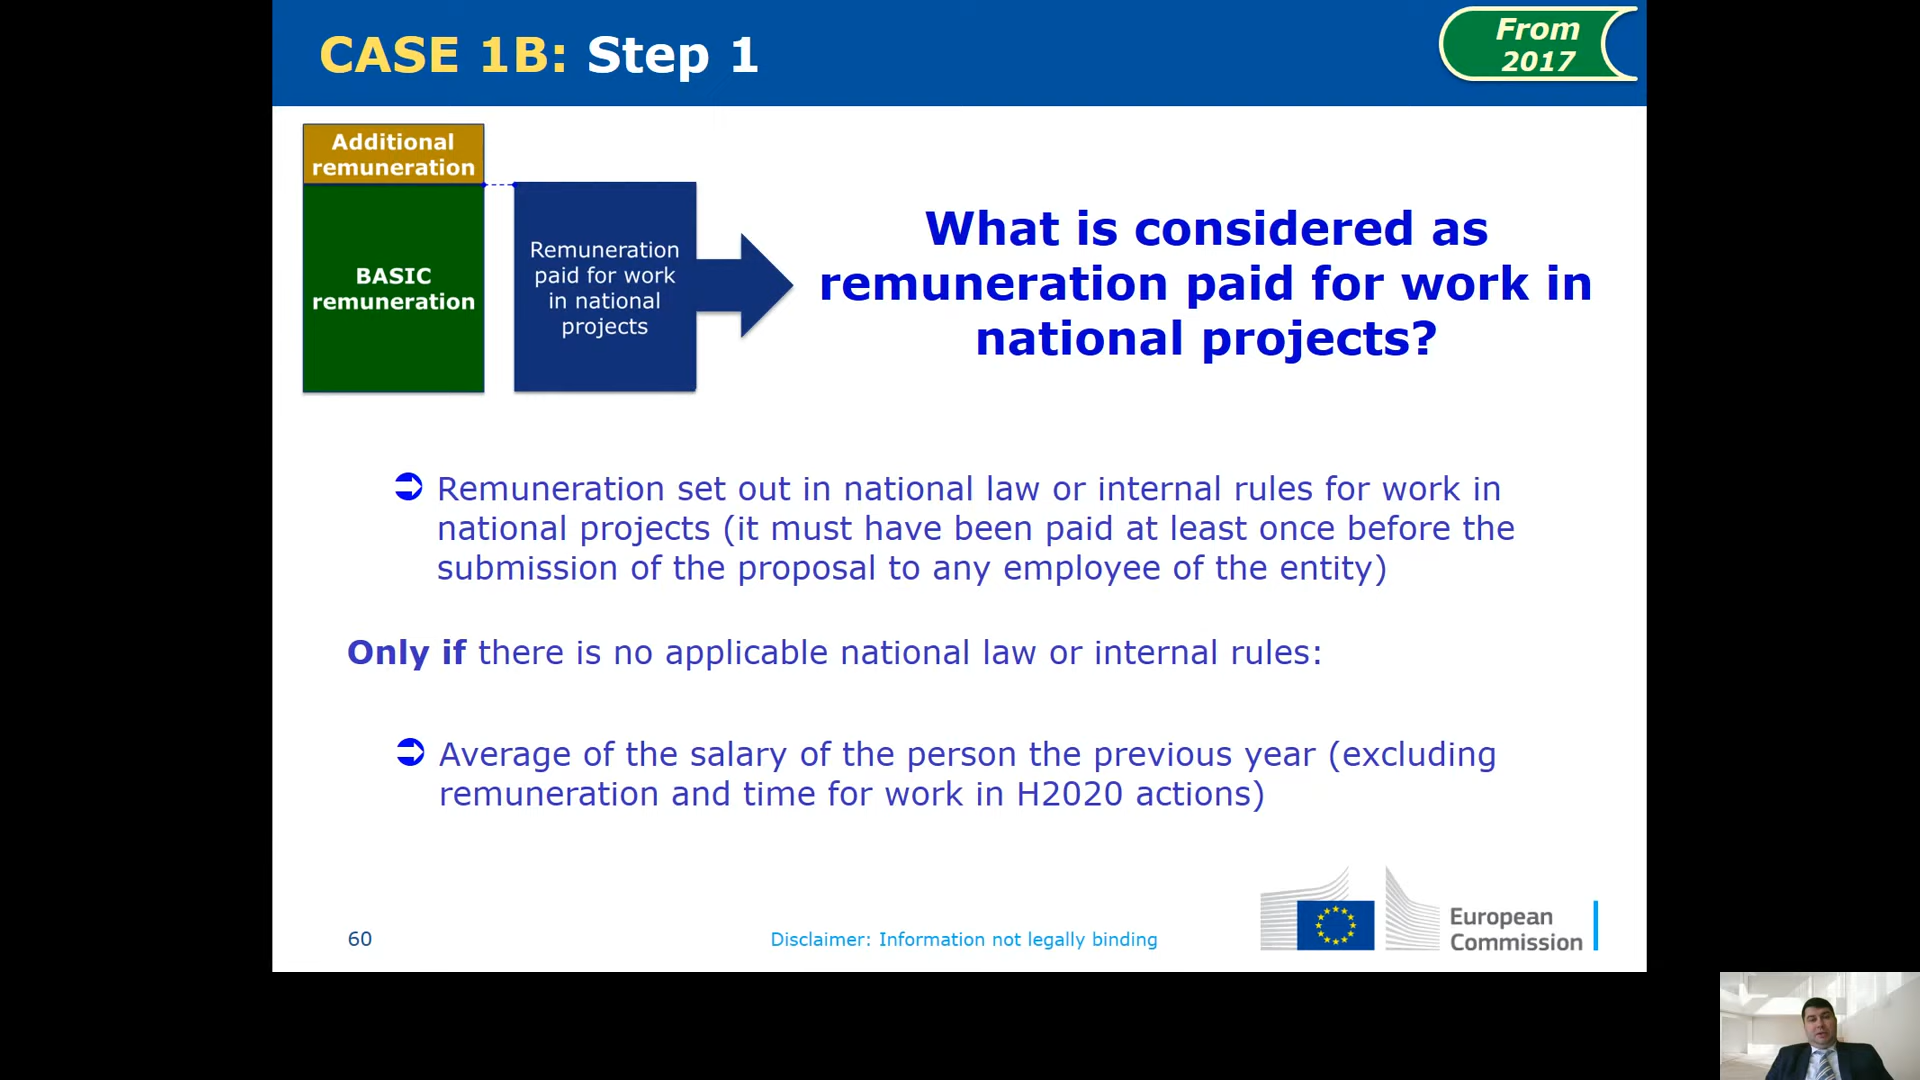 CASE 1B: Step 1
From
2017
Additional
remuneration
BASIC
remuneration
Remuneration
paid for work
in national
projects
What is considered as
remuneration paid for work in
national projects?
Remuneration set out in national law or internal rules for work in
national projects (it must have been paid at least once before the
submission of the proposal to any employee of the entity)
Only if there is no applicable national law or internal rules:
Average of the salary of the person the previous year (excluding
remuneration and time for work in H2020 actions)
60
Disclaimer: Information not legally binding
European
Commission